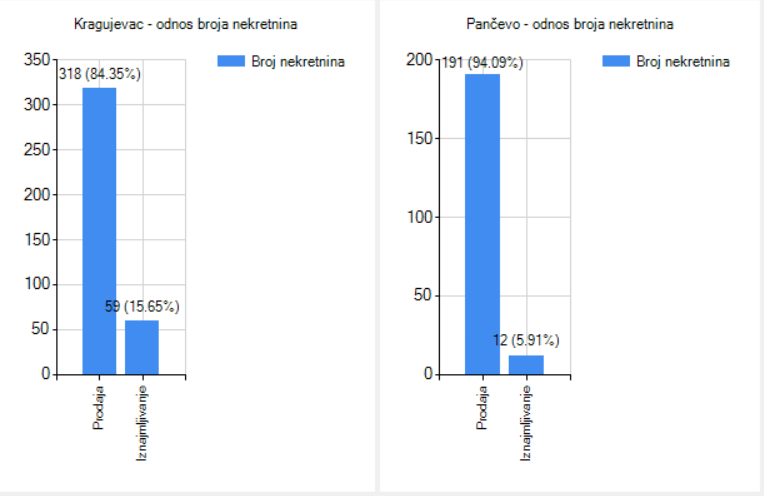 Kragujevac - odnos broja nekretnina
Broj nekretnina
350
300
250
200
150
100
50
0
318 (84.35%)
59 (15.65%)
Prodaja
Iznajmljivanje
Pančevo - odnos broja nekretnina
Broj nekretnina
200
150
100
50
0
191 (94.09%)
12 (5.91%)
Prodaja
Iznajmljivanje